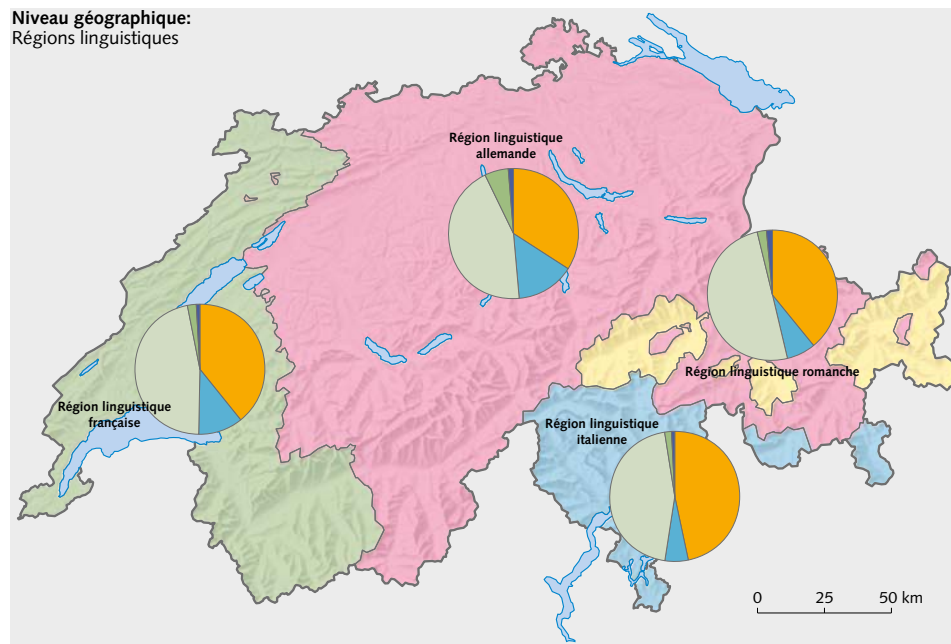 Niveau géographique:
Régions linguistiques
Région linguistique
allemande
Région linguistique romanche
Région linguistique
française
Région linguistique
italienne
0 25 50 km